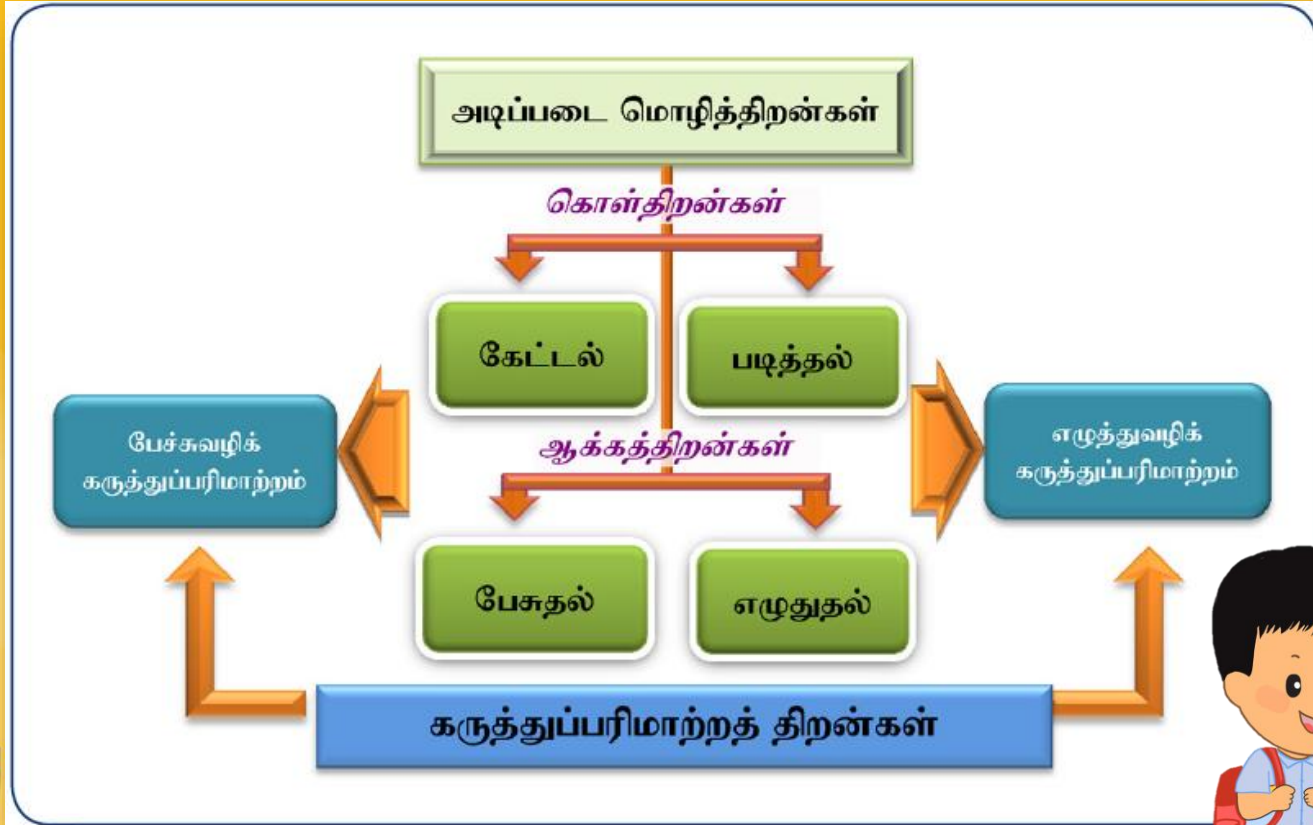 அடிப்படை மொழித்திறன்கள்
கொள்திறன்கள்
கேட்டல்
படித்தல்
பேச்சுவழிக்
கருத்துப்பரிமாற்றம்
எழுத்துவழிக்
கருத்துப்பரிமாற்றம்
ஆக்கத்திறன்கள்
பேசுதல்
எழுதுதல்
கருத்துப்பரிமாற்றத் திறன்கள்